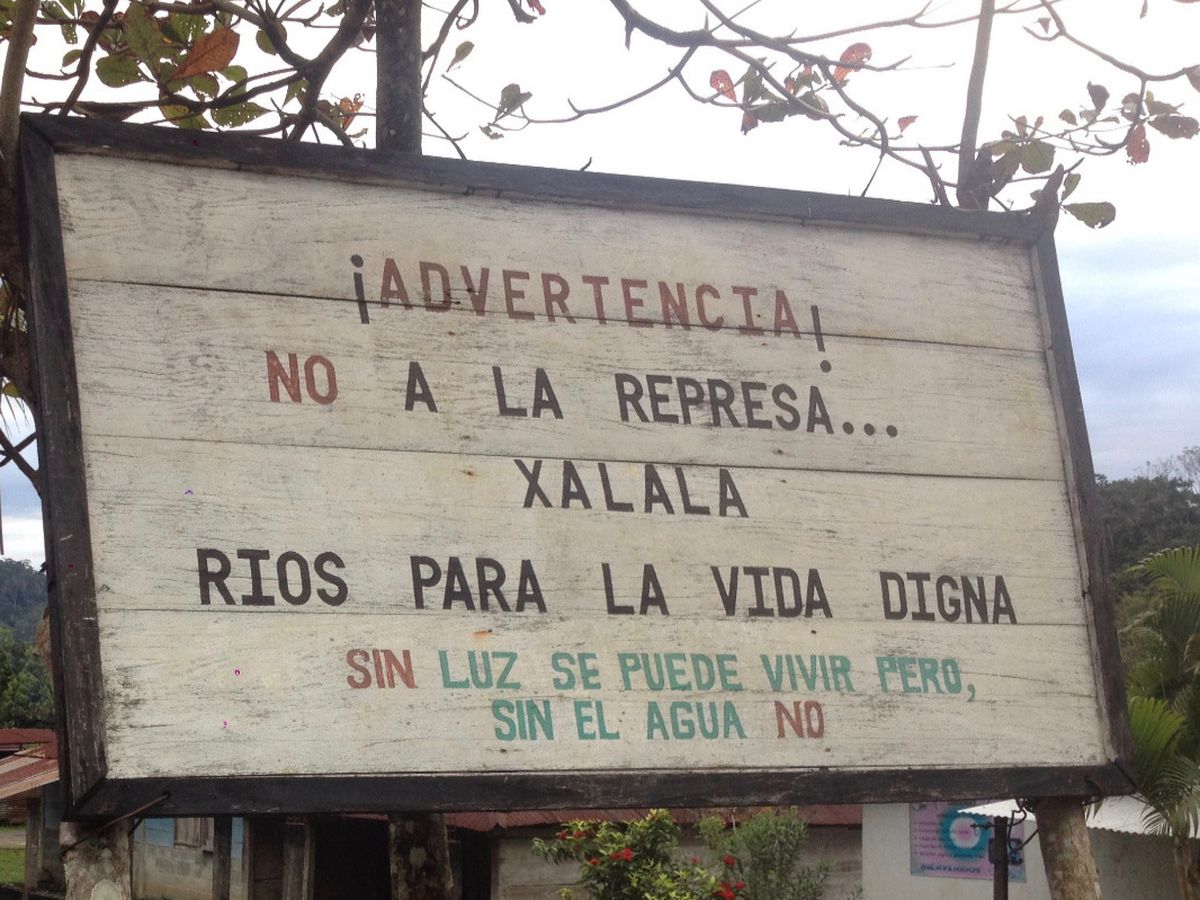 ¡ADVERTENCIA!
NO A LA REPRESA...
XALALA
RIOS PARA LA VIDA DIGNA
SIN LUZ SE PUEDE VIVIR PERO,
SIN EL AGUA NO
BIENVENIDOS